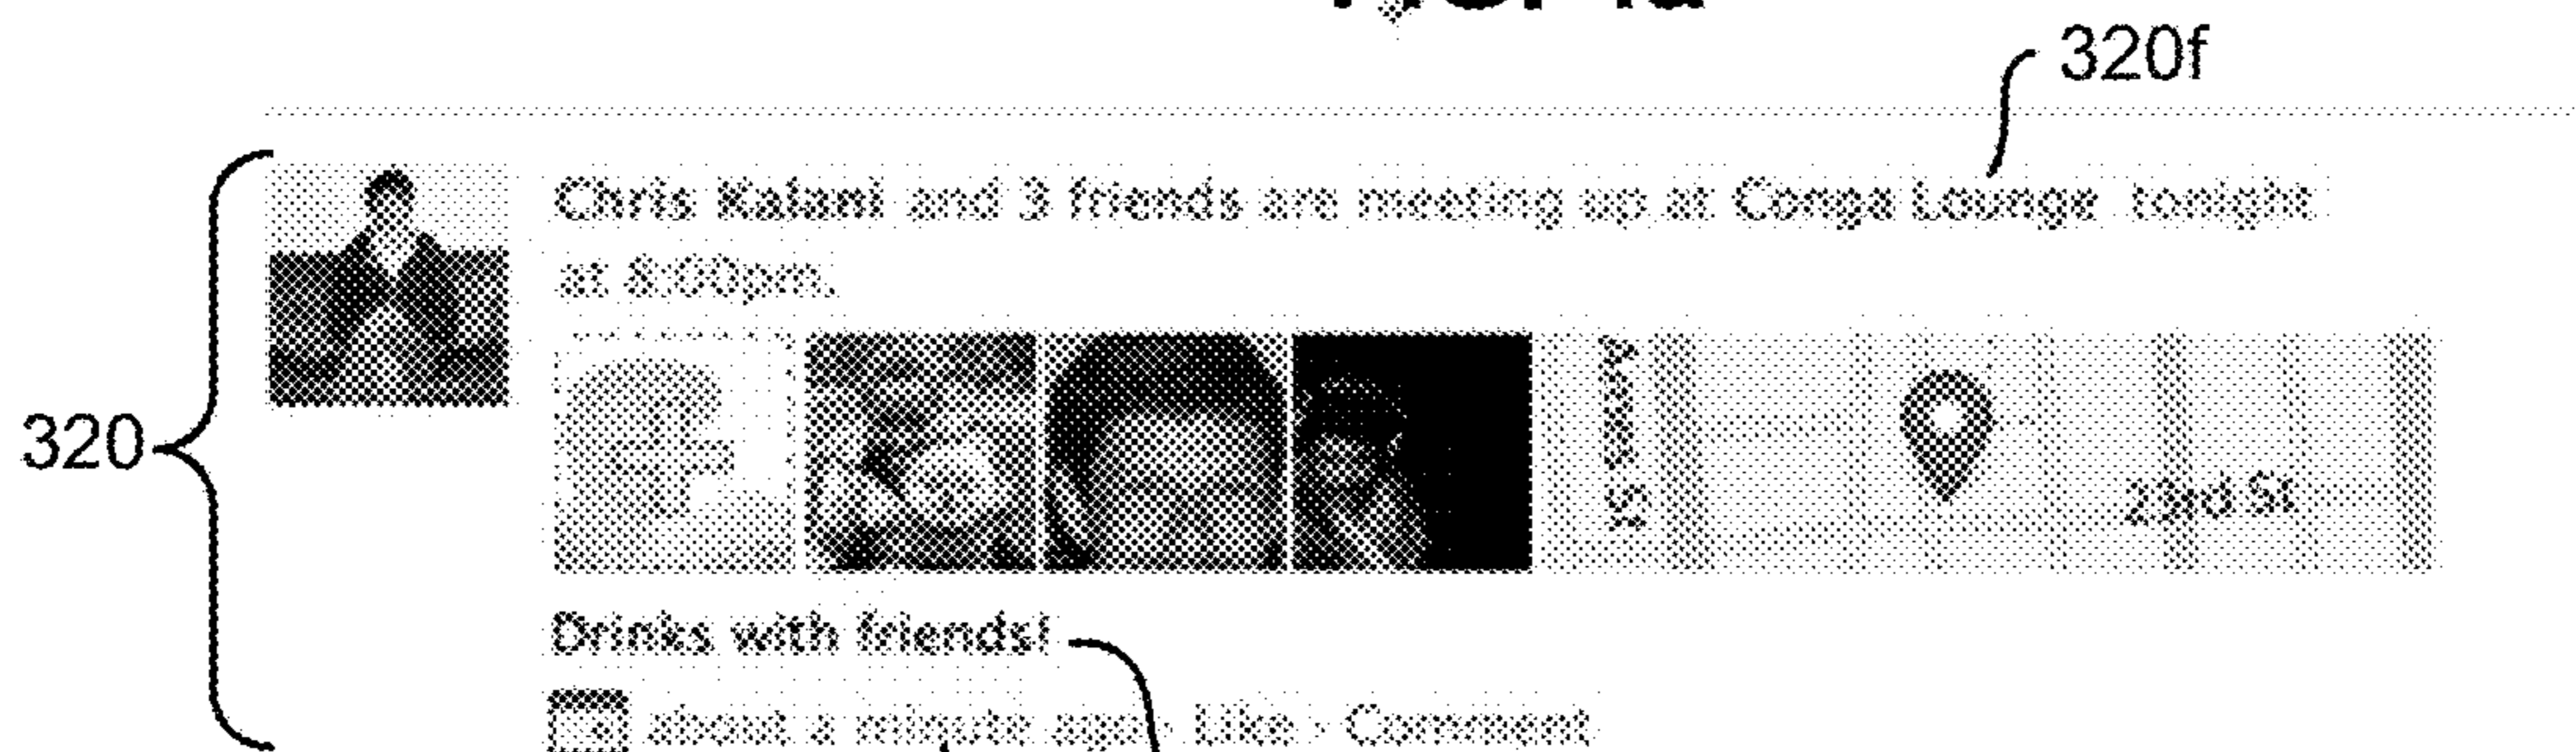 320f
Chris Kalani and 3 friends are meeting up at Conga Lounge tonight
at 8:00pm.
320
23rd St
Drinks with friends!
about a minute ago · Like · Comment